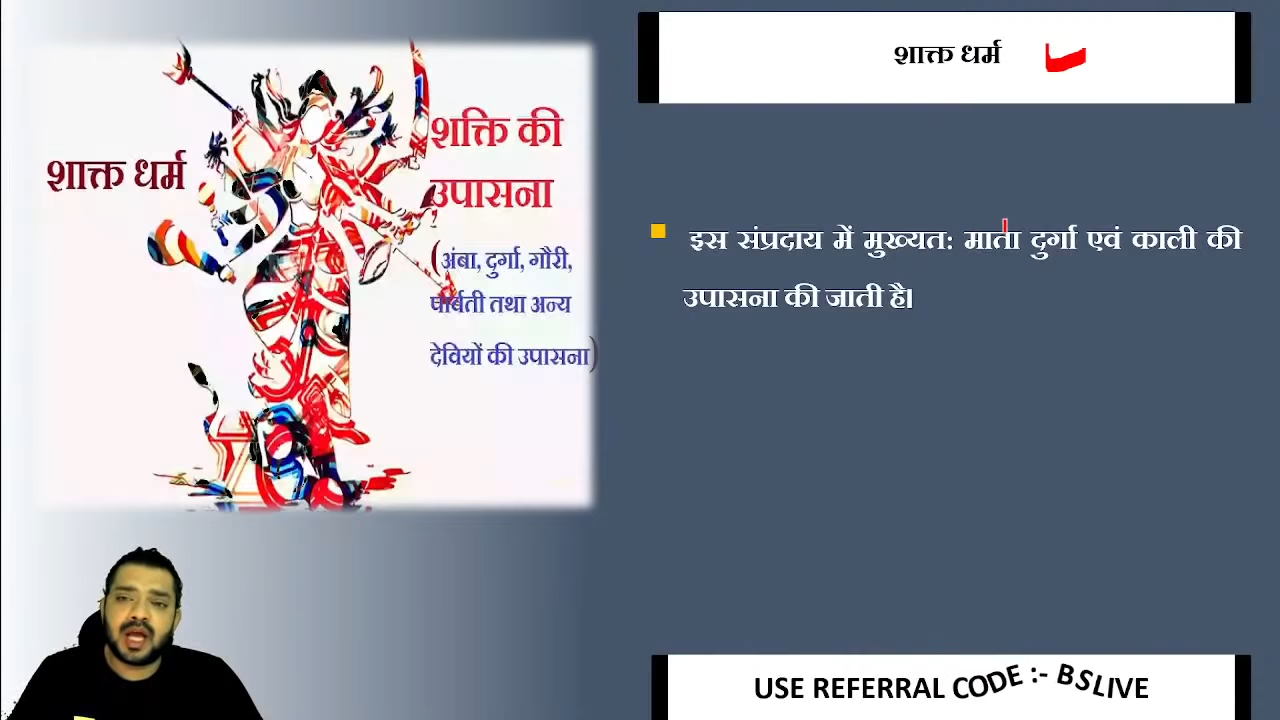 शाक्त धर्म
शाक्त धर्म
शक्ति की
उपासना
(अंबा, दुर्गा, गौरी,
पार्बती तथा अन्य
देवियों की उपासना)
इस संप्रदाय में मुख्यत: माता दुर्गा एवं काली की
उपासना की जाती है।
USE REFERRAL CODE :- BSLIVE